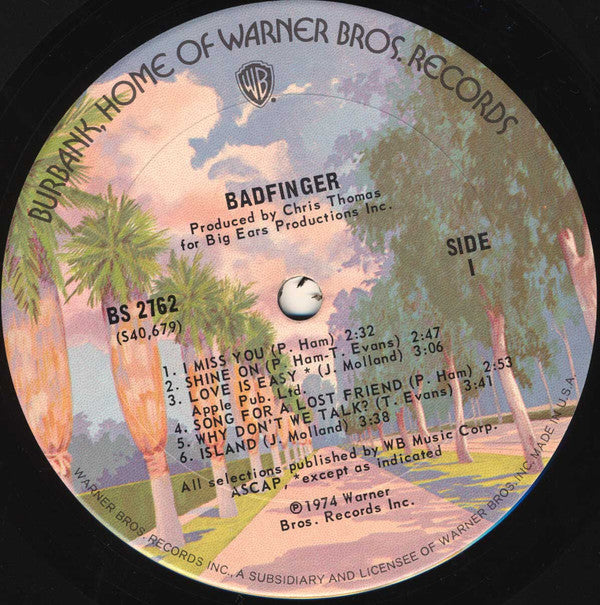 BURBANK, HOME OF WARNER BROS. RECORDS
WB
BADFINGER
Produced by Chris Thomas
for Big Ears Productions Inc.
SIDE
1
BS 2762
(S40,679)
1. I MISS YOU (P. Ham) 2:32
2. SHINE ON (P. Ham-T. Evans) 2:47
3. LOVE IS EASY * (J. Molland) 3:06
Apple Pub. Ltd.
4. SONG FOR A LOST FRIEND (P. Ham) 2:53
5. WHY DON'T WE TALK? (T. Evans) 3:41
6. ISLAND (J. Molland) 3:38
All selections published by WB Music Corp.
ASCAP, *except as indicated
℗1974 Warner
Bros. Records Inc.
WARNER BROS. RECORDS INC., A SUBSIDIARY AND LICENSEE OF WARNER BROS. INC. MADE IN U.S.A.